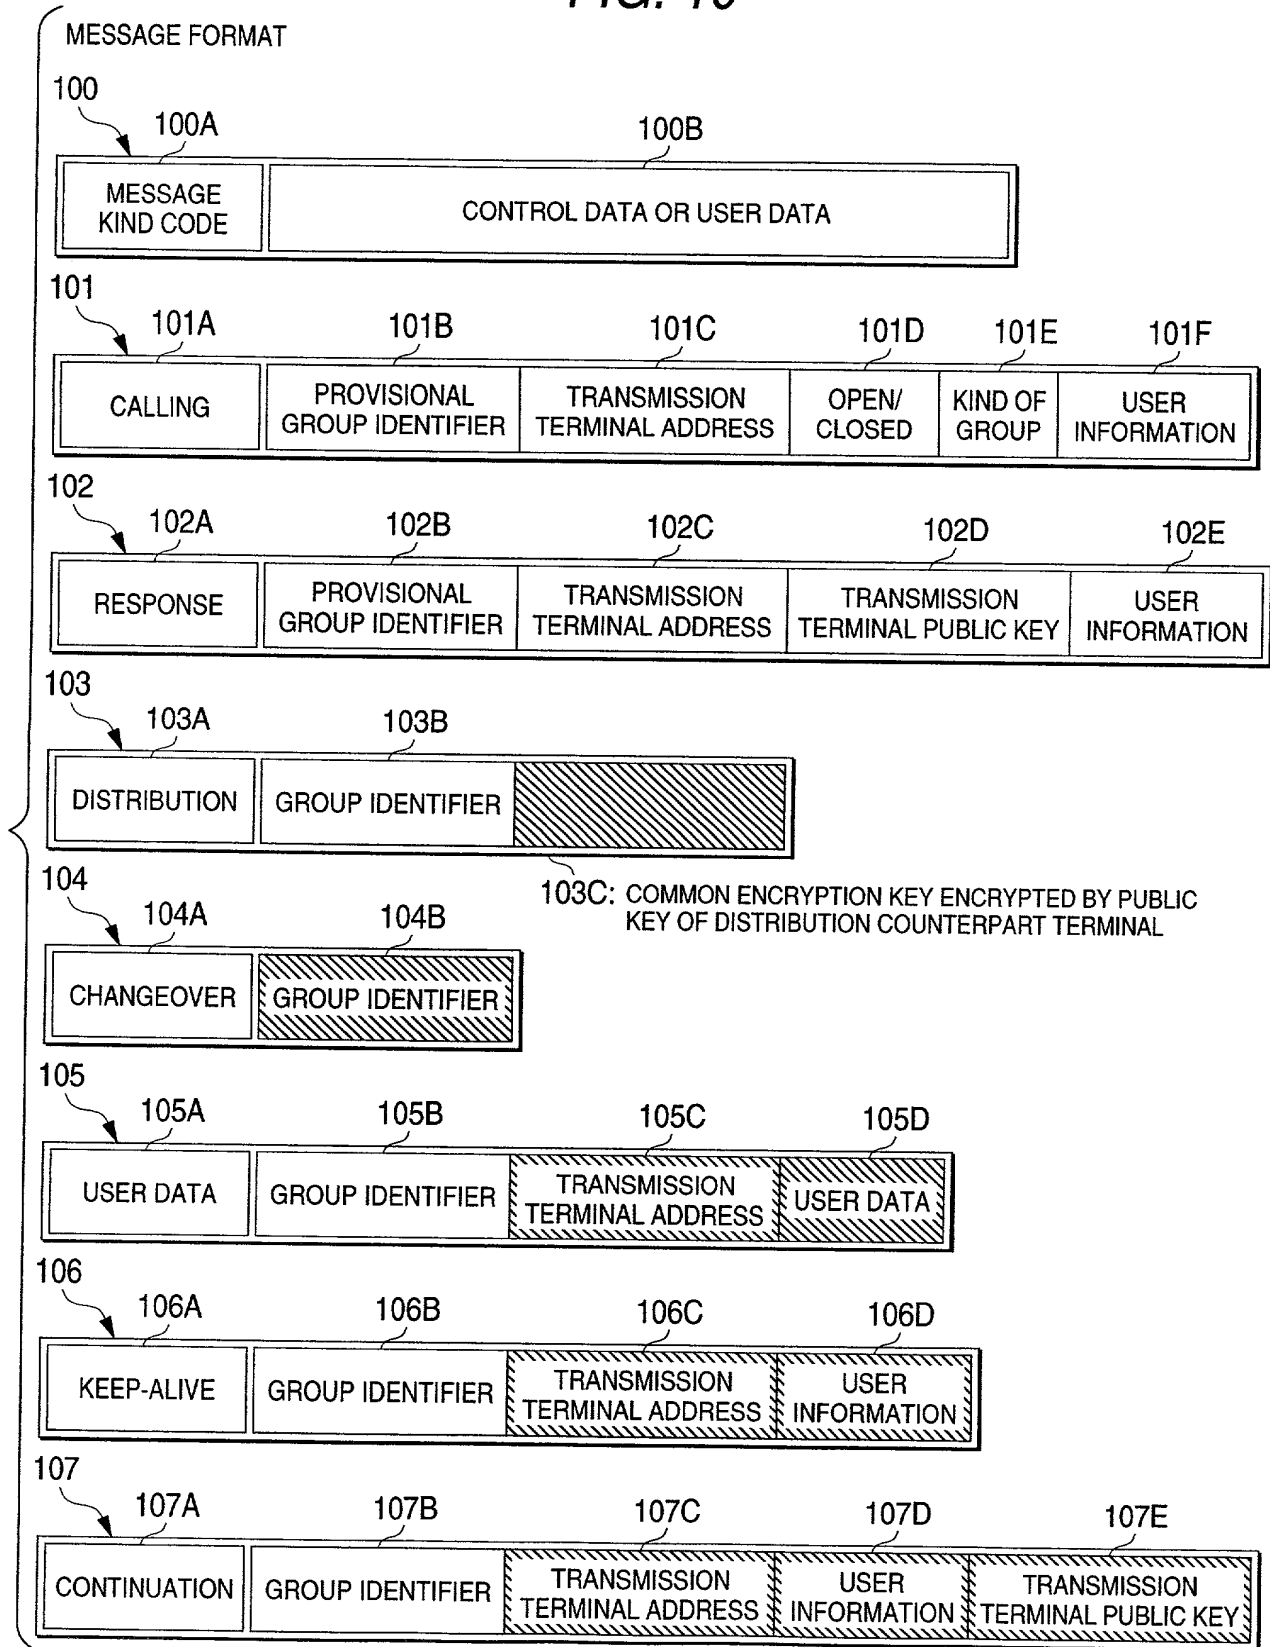 MESSAGE FORMAT
100
100A
100B
MESSAGE
KIND CODE
CONTROL DATA OR USER DATA
101
101A
101B
101C
101D
101E
101F
CALLING
PROVISIONAL
GROUP IDENTIFIER
TRANSMISSION
TERMINAL ADDRESS
OPEN/
CLOSED
KIND OF
GROUP
USER
INFORMATION
102
102A
102B
102C
102D
102E
RESPONSE
PROVISIONAL
GROUP IDENTIFIER
TRANSMISSION
TERMINAL ADDRESS
TRANSMISSION
TERMINAL PUBLIC KEY
USER
INFORMATION
103
103A
103B
DISTRIBUTION
GROUP IDENTIFIER
103C: COMMON ENCRYPTION KEY ENCRYPTED BY PUBLIC
KEY OF DISTRIBUTION COUNTERPART TERMINAL
104
104A
104B
CHANGEOVER
GROUP IDENTIFIER
105
105A
105B
105C
105D
USER DATA
GROUP IDENTIFIER
TRANSMISSION
TERMINAL ADDRESS
USER DATA
106
106A
106B
106C
106D
KEEP-ALIVE
GROUP IDENTIFIER
TRANSMISSION
TERMINAL ADDRESS
USER
INFORMATION
107
107A
107B
107C
107D
107E
CONTINUATION
GROUP IDENTIFIER
TRANSMISSION
TERMINAL ADDRESS
USER
INFORMATION
TRANSMISSION
TERMINAL PUBLIC KEY